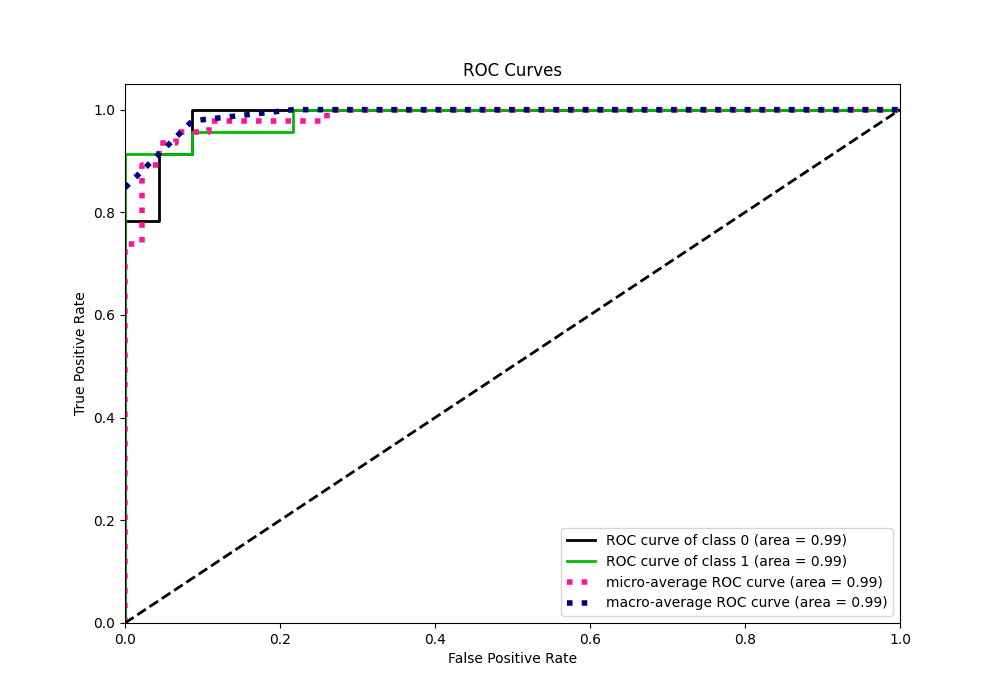 ROC Curves
True Positive Rate
1.0
0.8
0.6
0.4
0.2
0.0
ROC curve of class 0 (area = 0.99)
ROC curve of class 1 (area = 0.99)
micro-average ROC curve (area = 0.99)
macro-average ROC curve (area = 0.99)
0.0 0.2 0.4 0.6 0.8 1.0
False Positive Rate